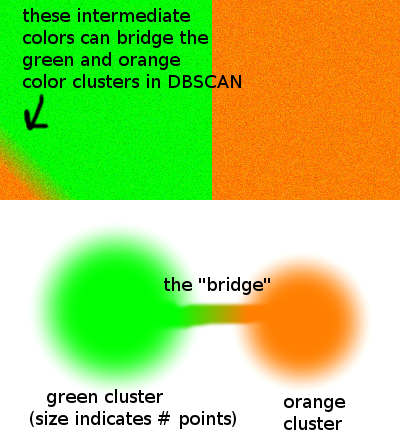 these intermediate
colors can bridge the
green and orange
color clusters in DBSCAN
the "bridge"
green cluster
(size indicates # points)
orange
cluster